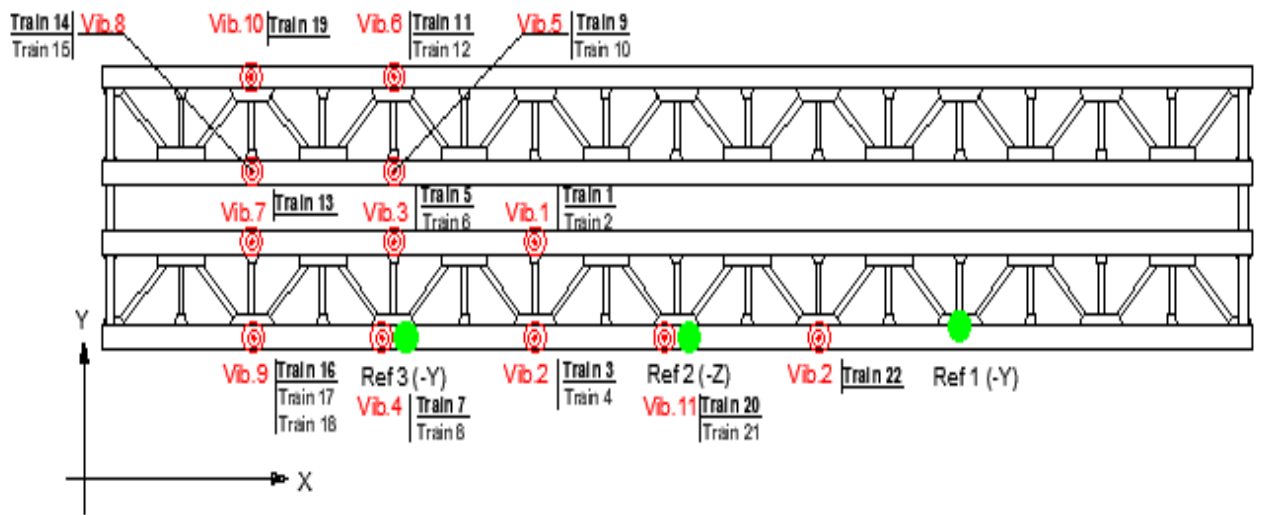 Train 14 Vib.8 Vib.10 Train 19 Vib.6 Train 11 Vib.5 Train 9
Train 15 Train 12 Train 10
Vib.7 Train 13 Vib.3 Train 5 Vib.1 Train 1
Train 6 Train 2
Y
Vib.9 Train 16 Ref 3 (-Y) Vib.2 Train 3 Ref 2 (-Z) Vib.2 Train 22 Ref 1 (-Y)
Train 17 Vib.4 Train 7 Train 4 Vib.11 Train 20
Train 18 Train 8 Train 21
X